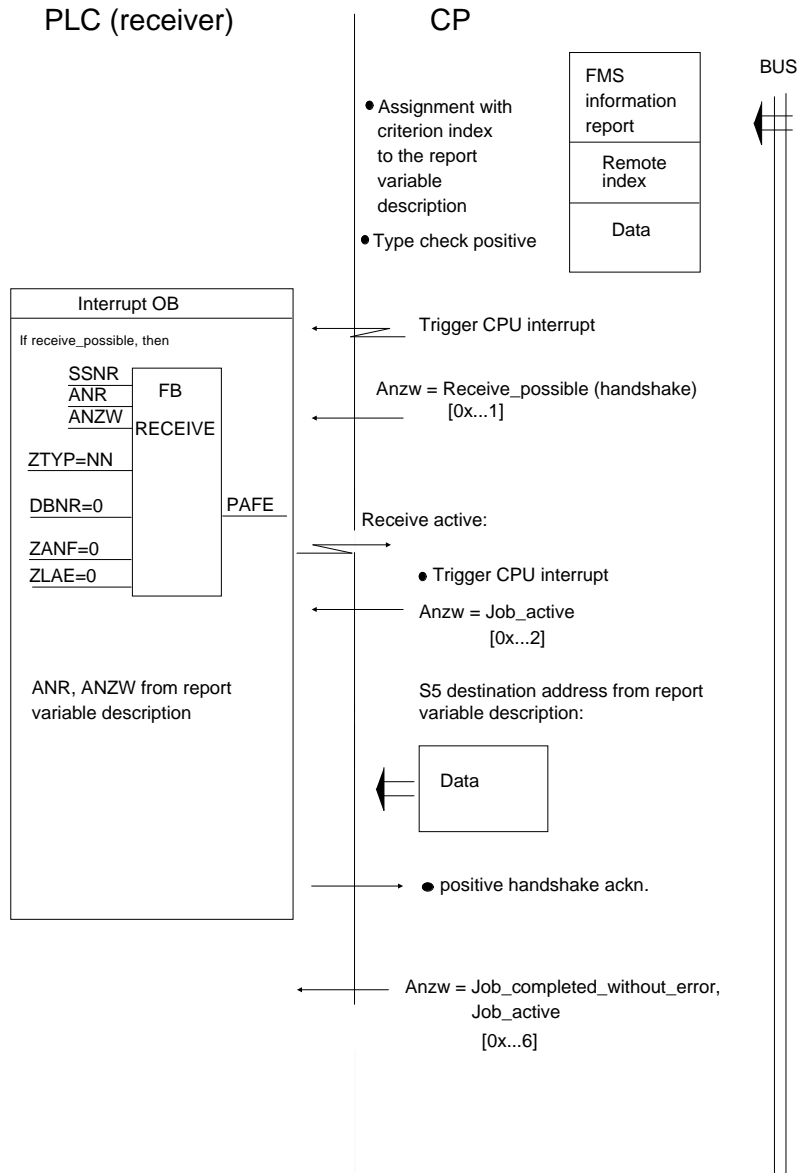 PLC (receiver)
CP
BUS
FMS
information
report
Remote
index
Data
Assignment with
criterion index
to the report
variable
description
Type check positive
Interrupt OB
If receive_possible, then
Trigger CPU interrupt
SSNR
ANR
ANZW
FB
RECEIVE
Anzw = Receive_possible (handshake)
[0x...1]
ZTYP=NN
DBNR=0
PAFE
ZANF=0
ZLAE=0
Receive active:
Trigger CPU interrupt
Anzw = Job_active
[0x...2]
ANR, ANZW from report
variable description
S5 destination address from report
variable description:
Data
positive handshake ackn.
Anzw = Job_completed_without_error,
Job_active
[0x...6]